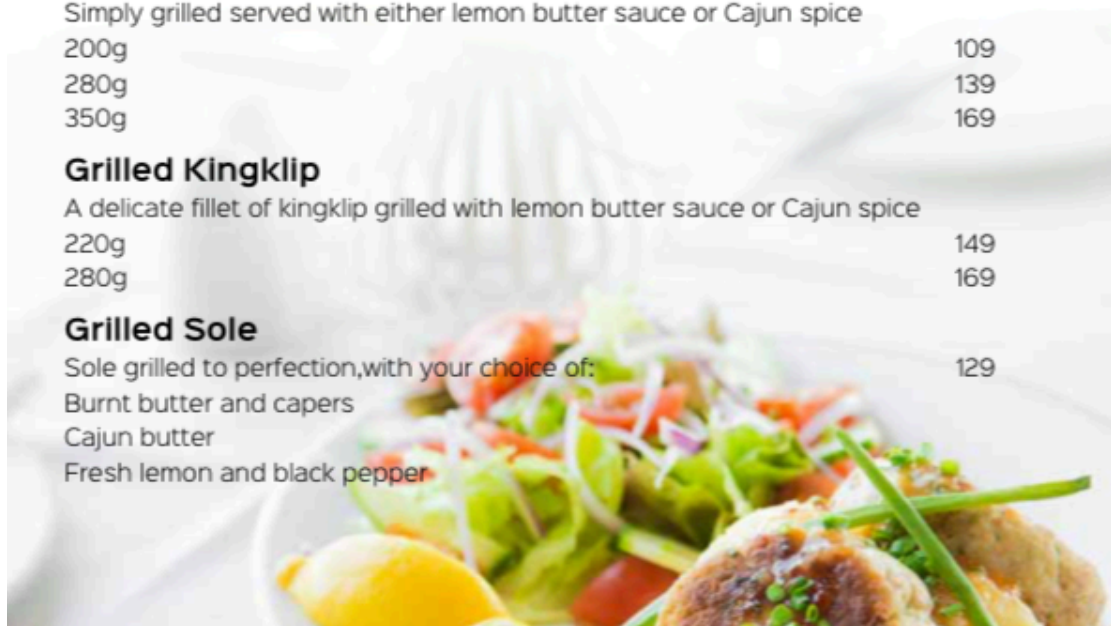 Simply grilled served with either lemon butter sauce or Cajun spice
200g 109
280g 139
350g 169
Grilled Kingklip
A delicate fillet of kingklip grilled with lemon butter sauce or Cajun spice
220g 149
280g 169
Grilled Sole
Sole grilled to perfection,with your choice of: 129
Burnt butter and capers
Cajun butter
Fresh lemon and black pepper